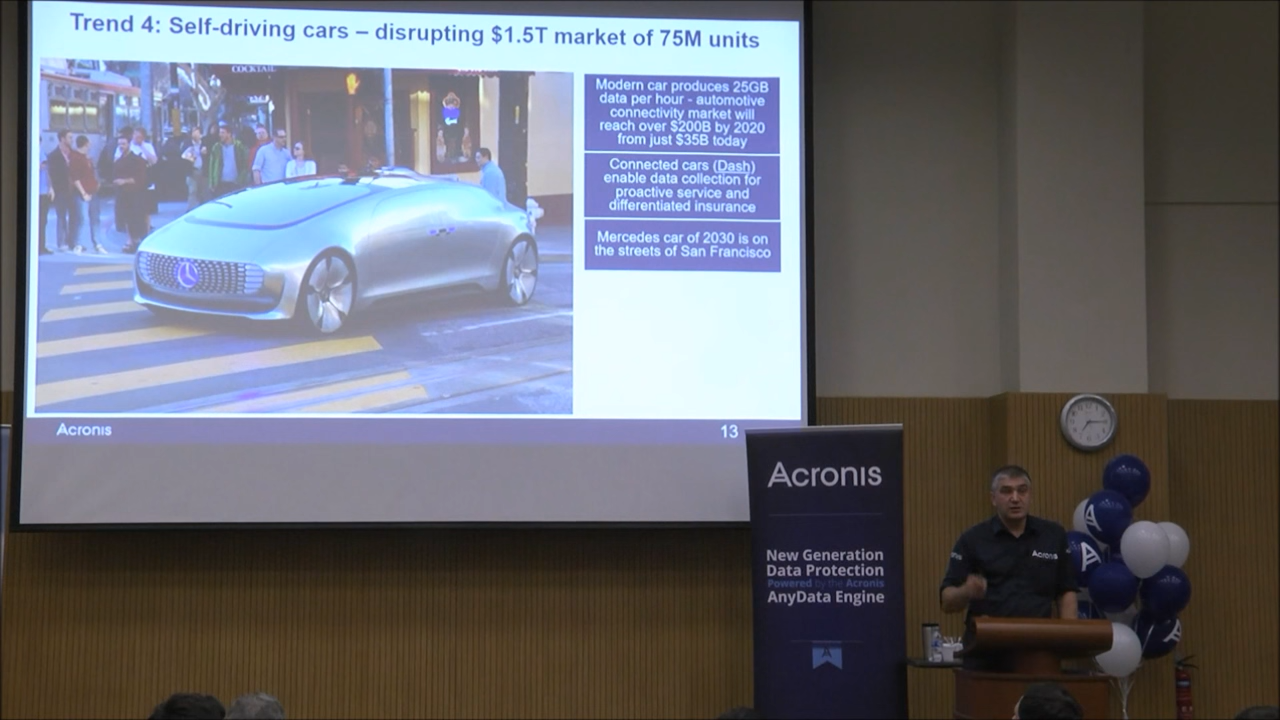 Trend 4: Self-driving cars – disrupting $1.5T market of 75M units
COCKTAIL
Modern car produces 25GB
data per hour - automotive
connectivity market will
reach over $200B by 2020
from just $35B today
Connected cars (Dash)
enable data collection for
proactive service and
differentiated insurance
Mercedes car of 2030 is on
the streets of San Francisco
Acronis
13
Acronis
New Generation
Data Protection
Powered by the Acronis
AnyData Engine
Acronis